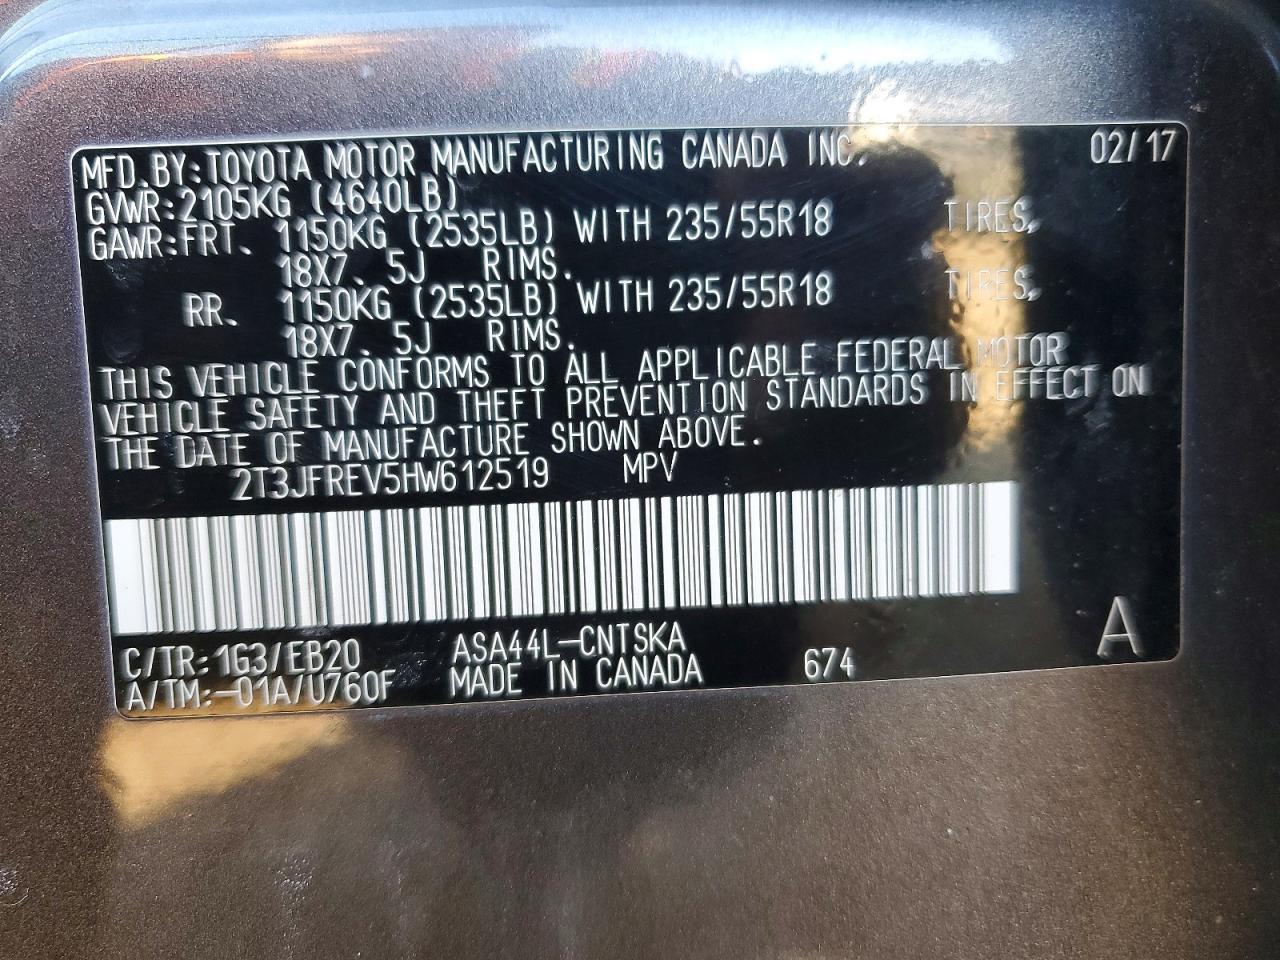 MFD.BY:TOYOTA MOTOR MANUFACTURING CANADA INC. 02/17
GVWR:2105KG (4640LB)
GAWR:FRT. 1150KG (2535LB) WITH 235/55R18 TIRES,
18X7.5J RIMS.
RR. 1150KG (2535LB) WITH 235/55R18 TIRES,
18X7.5J RIMS.
THIS VEHICLE CONFORMS TO ALL APPLICABLE FEDERAL MOTOR
VEHICLE SAFETY AND THEFT PREVENTION STANDARDS IN EFFECT ON
THE DATE OF MANUFACTURE SHOWN ABOVE.
2T3JFREV5HW612519 MPV
C/TR:1G3/EB20 ASA44L-CNTSKA
A/TM:-01A/U760F MADE IN CANADA 674 A